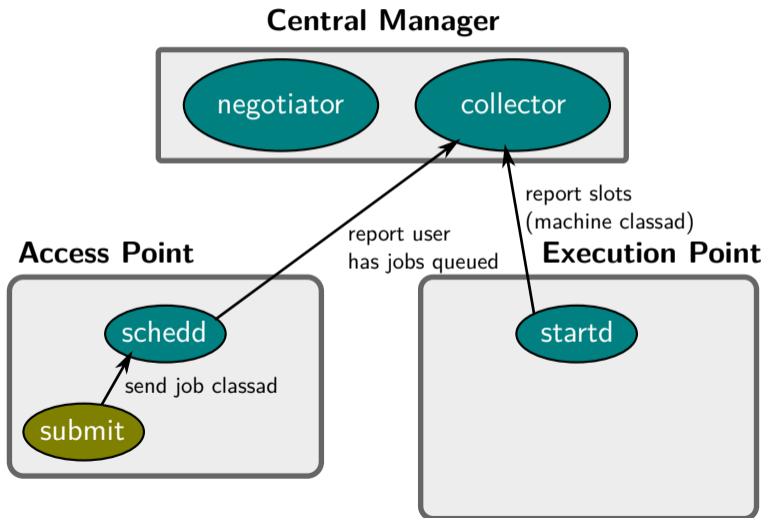 Central Manager
negotiator
collector
report slots
(machine classad)
report user
has jobs queued
Access Point
Execution Point
schedd
startd
send job classad
submit